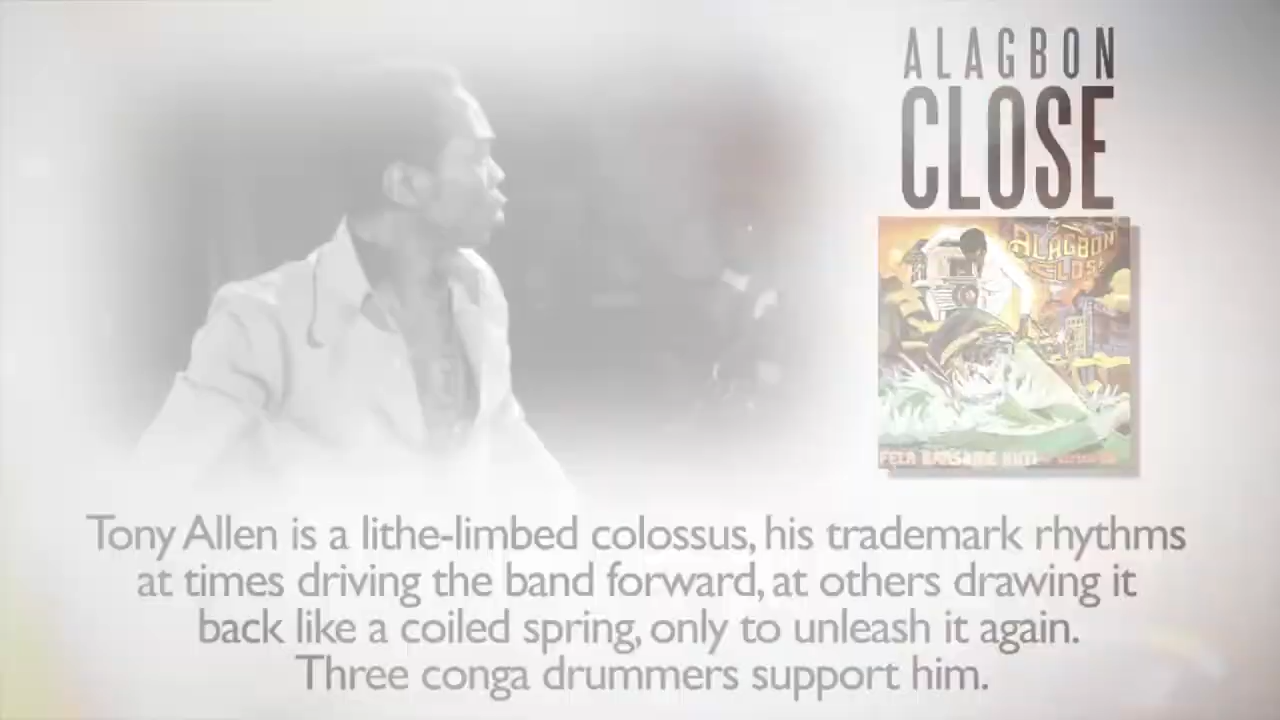 ALAGBON
CLOSE
ALAGBON
CLOSE
FELA RANSOME KUTI
Tony Allen is a lithe-limbed colossus, his trademark rhythms
at times driving the band forward, at others drawing it
back like a coiled spring, only to unleash it again.
Three conga drummers support him.